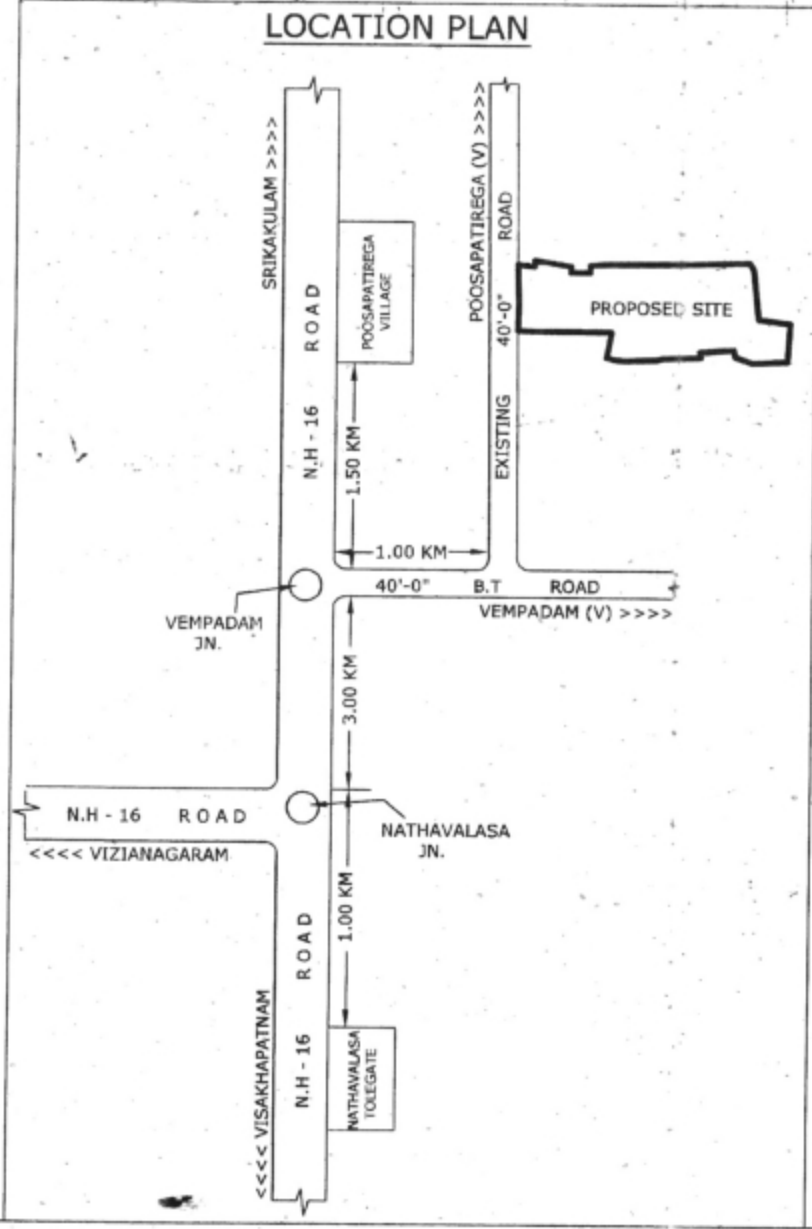 LOCATION PLAN
SRIKAKULAM >>>>
N.H - 16 ROAD
POOSAPATIREGA
VILLAGE
POOSAPATIREGA (V) >>>>
EXISTING 40'-0" ROAD
PROPOSED SITE
1.50 KM
1.00 KM
40'-0" B.T ROAD
VEMPADAM (V) >>>>
VEMPADAM
JN.
3.00 KM
N.H - 16 ROAD
<<<< VIZIANAGARAM
NATHAVALASA
JN.
1.00 KM
N.H - 16 ROAD
<<<< VISAKHAPATNAM
NATHAVALASA
TOLEGATE